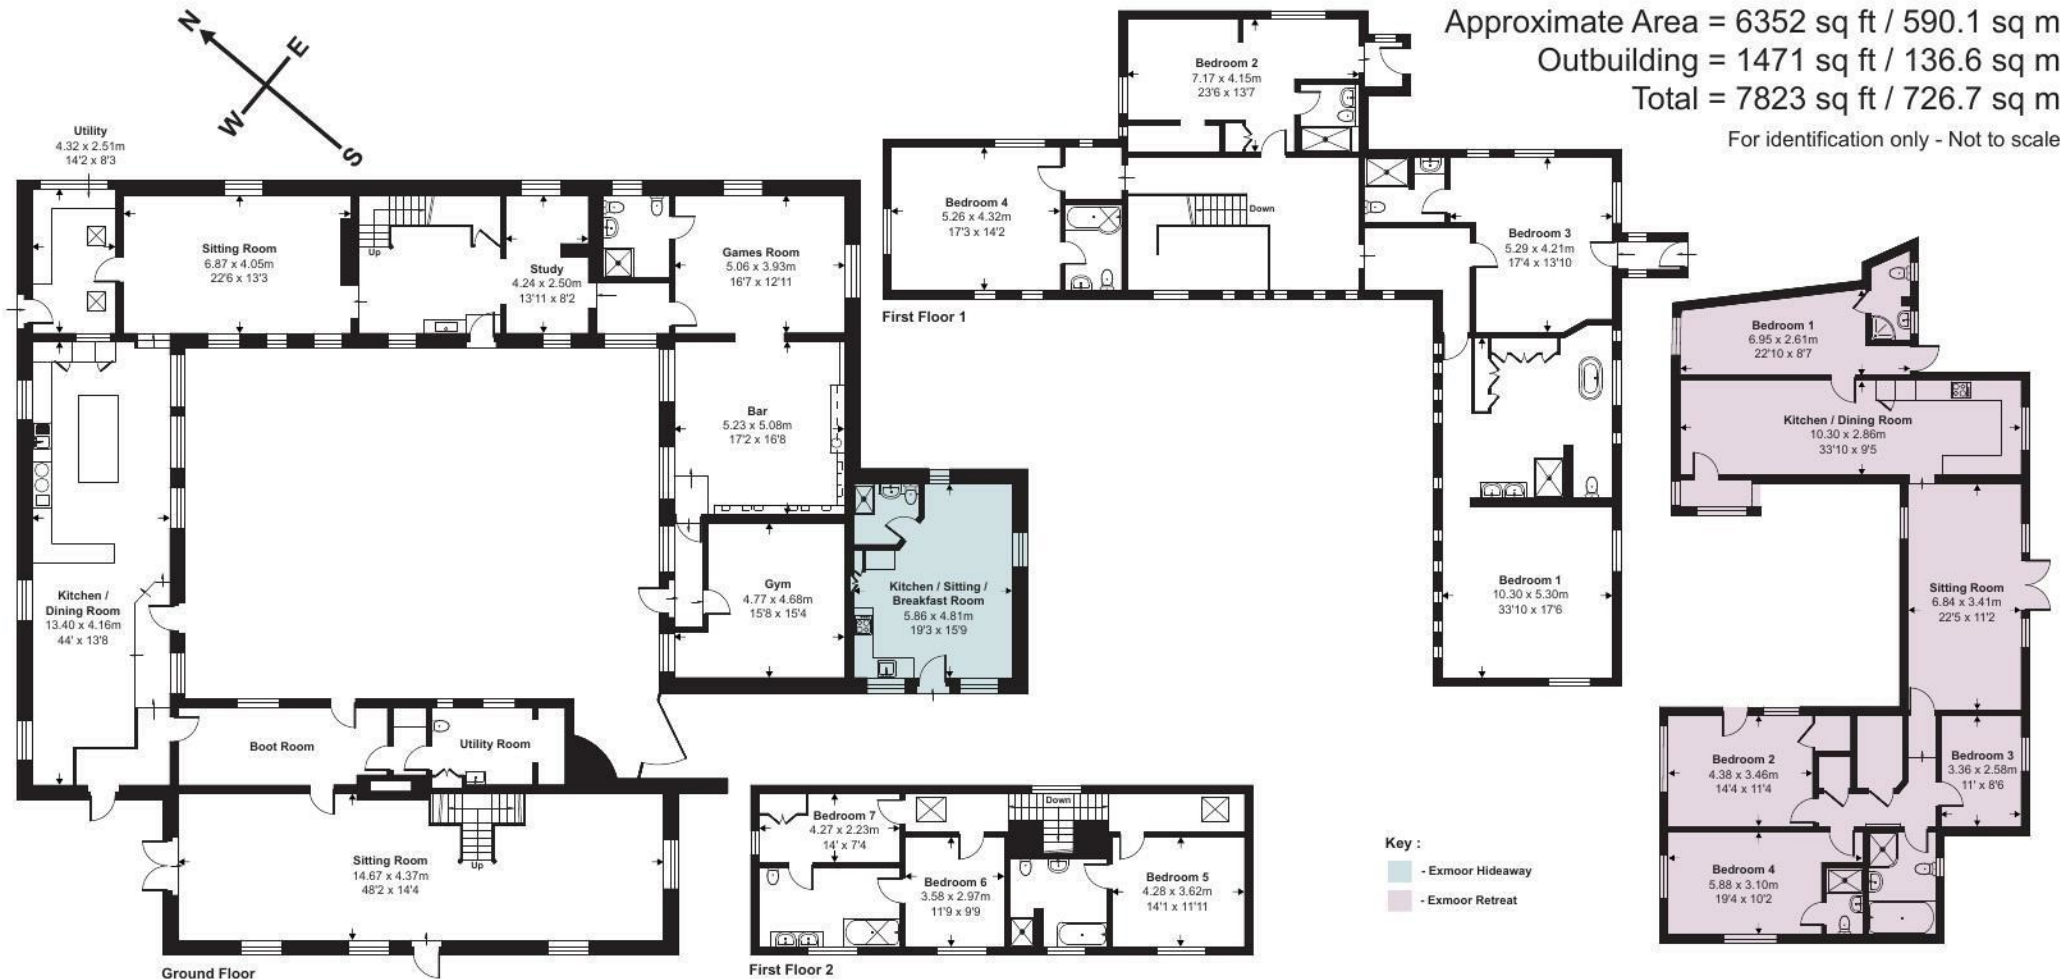 Approximate Area = 6352 sq ft / 590.1 sq m
Outbuilding = 1471 sq ft / 136.6 sq m
Total = 7823 sq ft / 726.7 sq m
For identification only - Not to scale
N
E
W
S
Utility
4.32 x 2.51m
14'2 x 8'3
Sitting Room
6.87 x 4.05m
22'6 x 13'3
Up
Study
4.24 x 2.50m
13'11 x 8'2
Games Room
5.06 x 3.93m
16'7 x 12'11
Bar
5.23 x 5.08m
17'2 x 16'8
Gym
4.77 x 4.68m
15'8 x 15'4
Kitchen / Sitting /
Breakfast Room
5.86 x 4.81m
19'3 x 15'9
Kitchen /
Dining Room
13.40 x 4.16m
44' x 13'8
Boot Room
Utility Room
Sitting Room
14.67 x 4.37m
48'2 x 14'4
Up
Ground Floor
Bedroom 2
7.17 x 4.15m
23'6 x 13'7
Bedroom 4
5.26 x 4.32m
17'3 x 14'2
Down
Bedroom 3
5.29 x 4.21m
17'4 x 13'10
Bedroom 1
10.30 x 5.30m
33'10 x 17'6
First Floor 1
Bedroom 7
4.27 x 2.23m
14' x 7'4
Down
Bedroom 6
3.58 x 2.97m
11'9 x 9'9
Bedroom 5
4.28 x 3.62m
14'1 x 11'11
First Floor 2
Bedroom 1
6.95 x 2.61m
22'10 x 8'7
Kitchen / Dining Room
10.30 x 2.86m
33'10 x 9'5
Sitting Room
6.84 x 3.41m
22'5 x 11'2
Bedroom 2
4.38 x 3.46m
14'4 x 11'4
Bedroom 3
3.36 x 2.58m
11' x 8'6
Bedroom 4
5.88 x 3.10m
19'4 x 10'2
Key :
- Exmoor Hideaway
- Exmoor Retreat